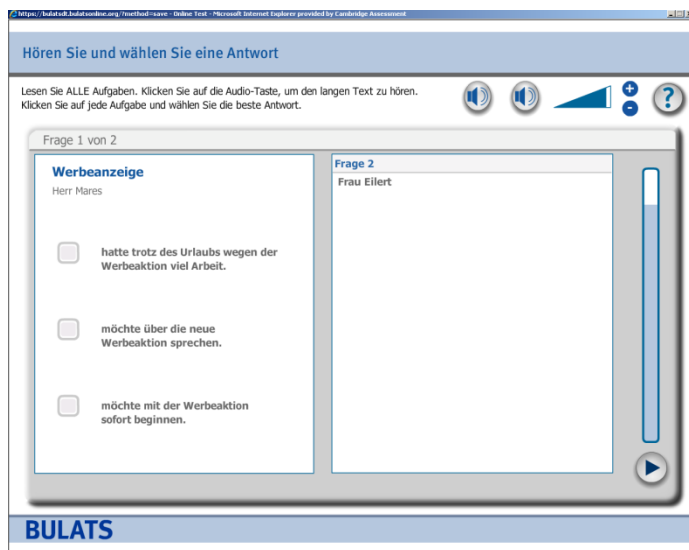 https://bulatsdt.bulatsonline.org/?method=save - Online Test - Microsoft Internet Explorer provided by Cambridge Assessment
Hören Sie und wählen Sie eine Antwort
Lesen Sie ALLE Aufgaben. Klicken Sie auf die Audio-Taste, um den langen Text zu hören.
Klicken Sie auf jede Aufgabe und wählen Sie die beste Antwort.
Frage 1 von 2
Werbeanzeige
Herr Mares
hatte trotz des Urlaubs wegen der
Werbeaktion viel Arbeit.
möchte über die neue
Werbeaktion sprechen.
möchte mit der Werbeaktion
sofort beginnen.
Frage 2
Frau Eilert
BULATS